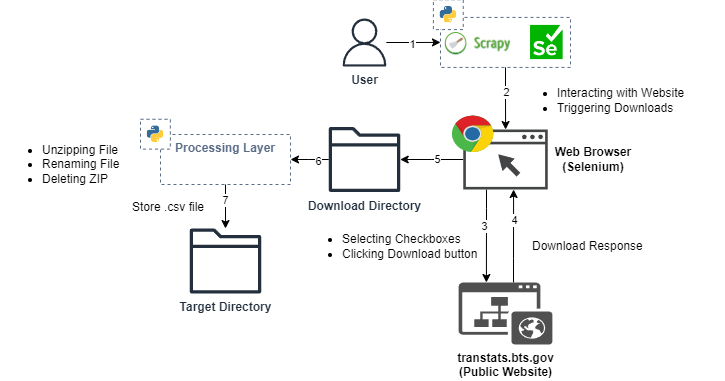 1
Scrapy
Se
User
2
Interacting with Website
Triggering Downloads
Unzipping File
Renaming File
Deleting ZIP
Processing Layer
6
5
Web Browser
(Selenium)
7
Store .csv file
Download Directory
3
4
Selecting Checkboxes
Clicking Download button
Download Response
Target Directory
transtats.bts.gov
(Public Website)